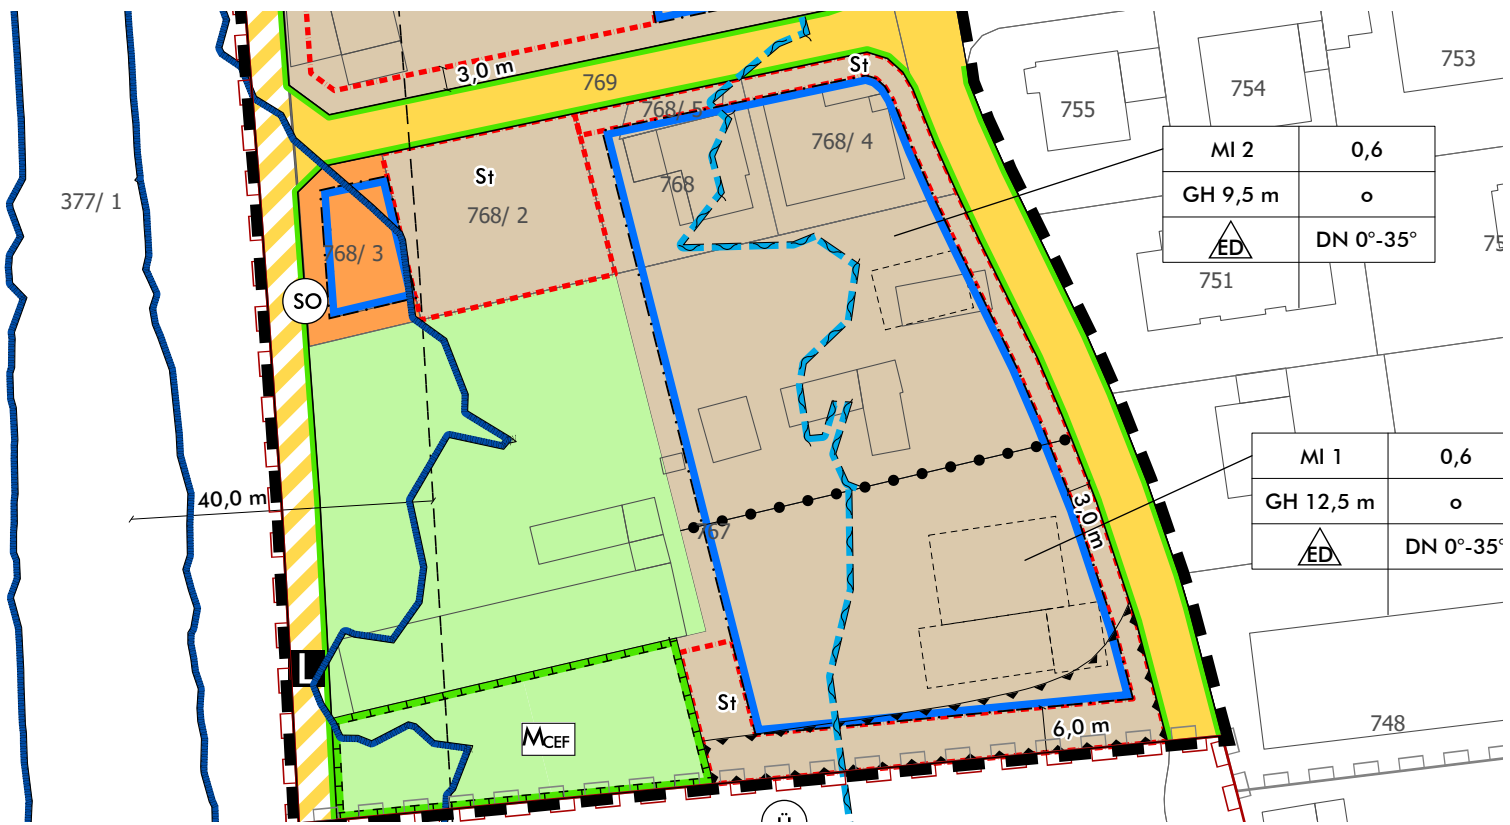 3,0 m
769
St
768/ 5
768/ 4
755
754
753
MI 2
0,6
GH 9,5 m
o
ED
DN 0°-35°
377/ 1
St
768/ 2
768
768/ 3
SO
751
MI 1
0,6
GH 12,5 m
o
ED
DN 0°-35°
40,0 m
767
3,0 m
L
St
MCEF
6,0 m
748
Ü